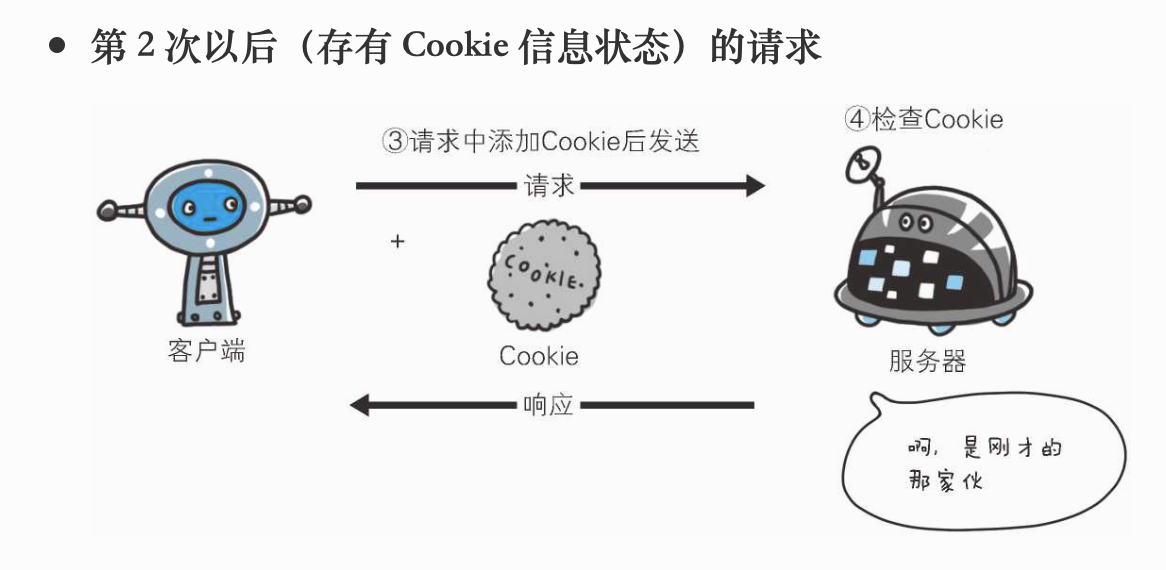 • 第 2 次以后（存有 Cookie 信息状态）的请求
③请求中添加Cookie后发送
④检查Cookie
请求
+
COOKIE
客户端
Cookie
服务器
响应
啊，是刚才的
那家伙